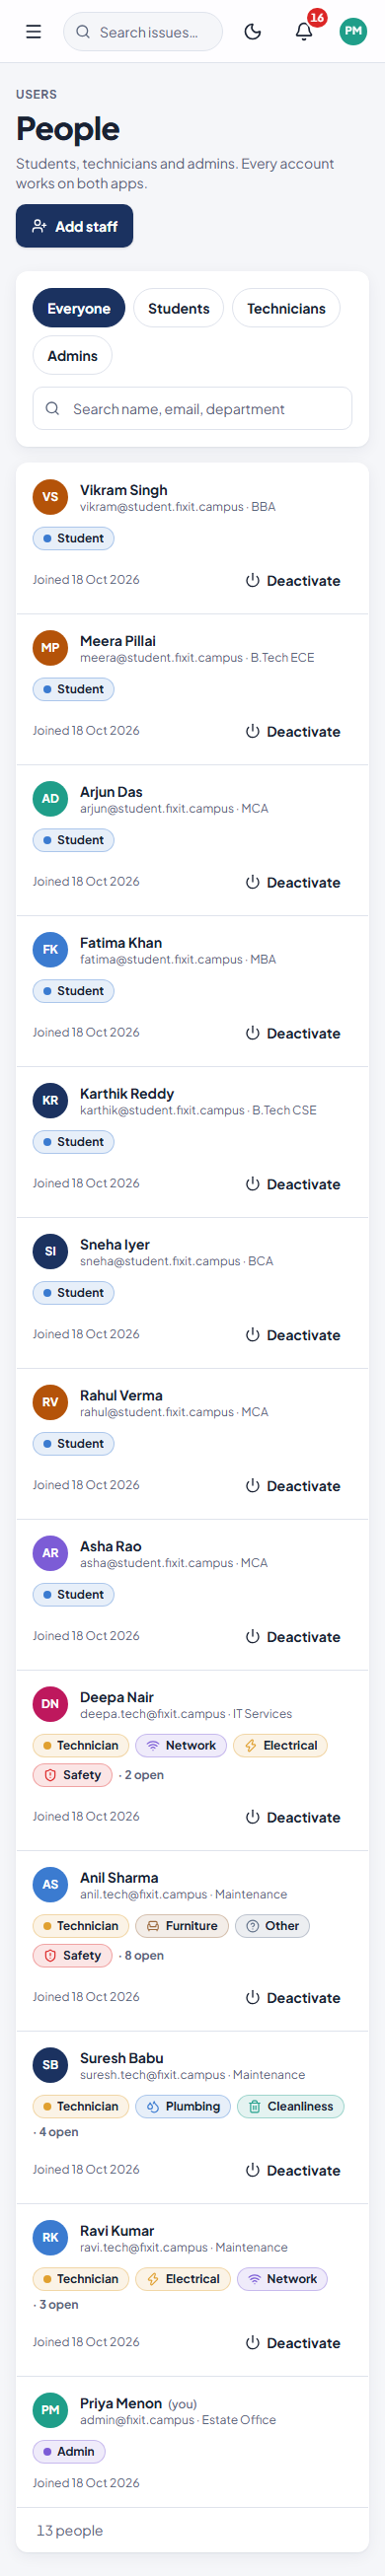 Search issues...
16
PM
USERS
People
Students, technicians and admins. Every account
works on both apps.
Add staff
Everyone
Students
Technicians
Admins
Search name, email, department
VS
Vikram Singh
vikram@student.fixit.campus · BBA
Student
Joined 18 Oct 2026
Deactivate
MP
Meera Pillai
meera@student.fixit.campus · B.Tech ECE
Student
Joined 18 Oct 2026
Deactivate
AD
Arjun Das
arjun@student.fixit.campus · MCA
Student
Joined 18 Oct 2026
Deactivate
FK
Fatima Khan
fatima@student.fixit.campus · MBA
Student
Joined 18 Oct 2026
Deactivate
KR
Karthik Reddy
karthik@student.fixit.campus · B.Tech CSE
Student
Joined 18 Oct 2026
Deactivate
SI
Sneha Iyer
sneha@student.fixit.campus · BCA
Student
Joined 18 Oct 2026
Deactivate
RV
Rahul Verma
rahul@student.fixit.campus · MCA
Student
Joined 18 Oct 2026
Deactivate
AR
Asha Rao
asha@student.fixit.campus · MCA
Student
Joined 18 Oct 2026
Deactivate
DN
Deepa Nair
deepa.tech@fixit.campus · IT Services
Technician Network Electrical
Safety · 2 open
Joined 18 Oct 2026
Deactivate
AS
Anil Sharma
anil.tech@fixit.campus · Maintenance
Technician Furniture Other
Safety · 8 open
Joined 18 Oct 2026
Deactivate
SB
Suresh Babu
suresh.tech@fixit.campus · Maintenance
Technician Plumbing Cleanliness
· 4 open
Joined 18 Oct 2026
Deactivate
RK
Ravi Kumar
ravi.tech@fixit.campus · Maintenance
Technician Electrical Network
· 3 open
Joined 18 Oct 2026
Deactivate
PM
Priya Menon (you)
admin@fixit.campus · Estate Office
Admin
Joined 18 Oct 2026
13 people